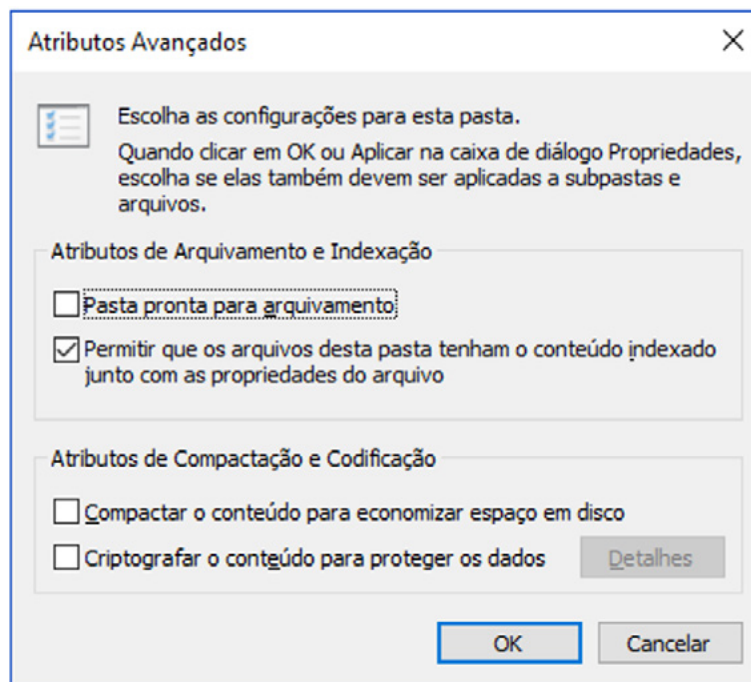 Atributos Avançados
Escolha as configurações para esta pasta.
Quando clicar em OK ou Aplicar na caixa de diálogo Propriedades,
escolha se elas também devem ser aplicadas a subpastas e
arquivos.
Atributos de Arquivamento e Indexação
Pasta pronta para arquivamento
Permitir que os arquivos desta pasta tenham o conteúdo indexado
junto com as propriedades do arquivo
Atributos de Compactação e Codificação
Compactar o conteúdo para economizar espaço em disco
Criptografar o conteúdo para proteger os dados
Detalhes
OK
Cancelar